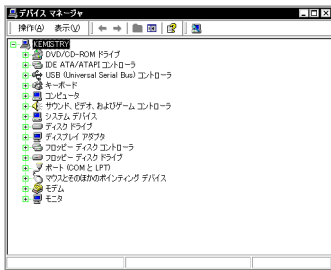 デバイス マネージャ
操作(A) 表示(V)
KEMISTRY
DVD/CD-ROM ドライブ
IDE ATA/ATAPI コントローラ
USB (Universal Serial Bus) コントローラ
キーボード
コンピュータ
サウンド、ビデオ、およびゲーム コントローラ
システム デバイス
ディスク ドライブ
ディスプレイ アダプタ
フロッピー ディスク コントローラ
フロッピー ディスク ドライブ
ポート (COM と LPT)
マウスとそのほかのポインティング デバイス
モデム
モニタ